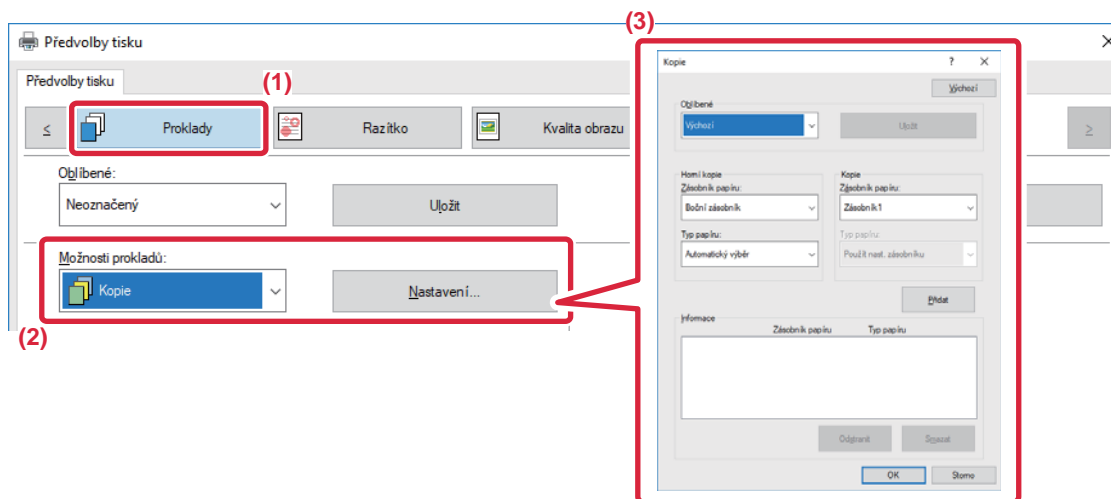 (3)
Předvolby tisku
Předvolby tisku
(1)
≤ Proklady Razítko Kvalita obrazu ≥
Oblíbené:
Neoznačený Uložit
Možnosti prokladů:
Kopie Nastavení...
(2)
Kopie ?
Výchozí
Oblíbené
Výchozí Uložit
Horní kopie Kopie
Zásobník papíru: Zásobník papíru:
Boční zásobník Zásobník1
Typ papíru: Typ papíru:
Automatický výběr Použít nast. zásobníku
Přidat
Informace
Zásobník papíru Typ papíru
Odstranit Smazat
OK Storno